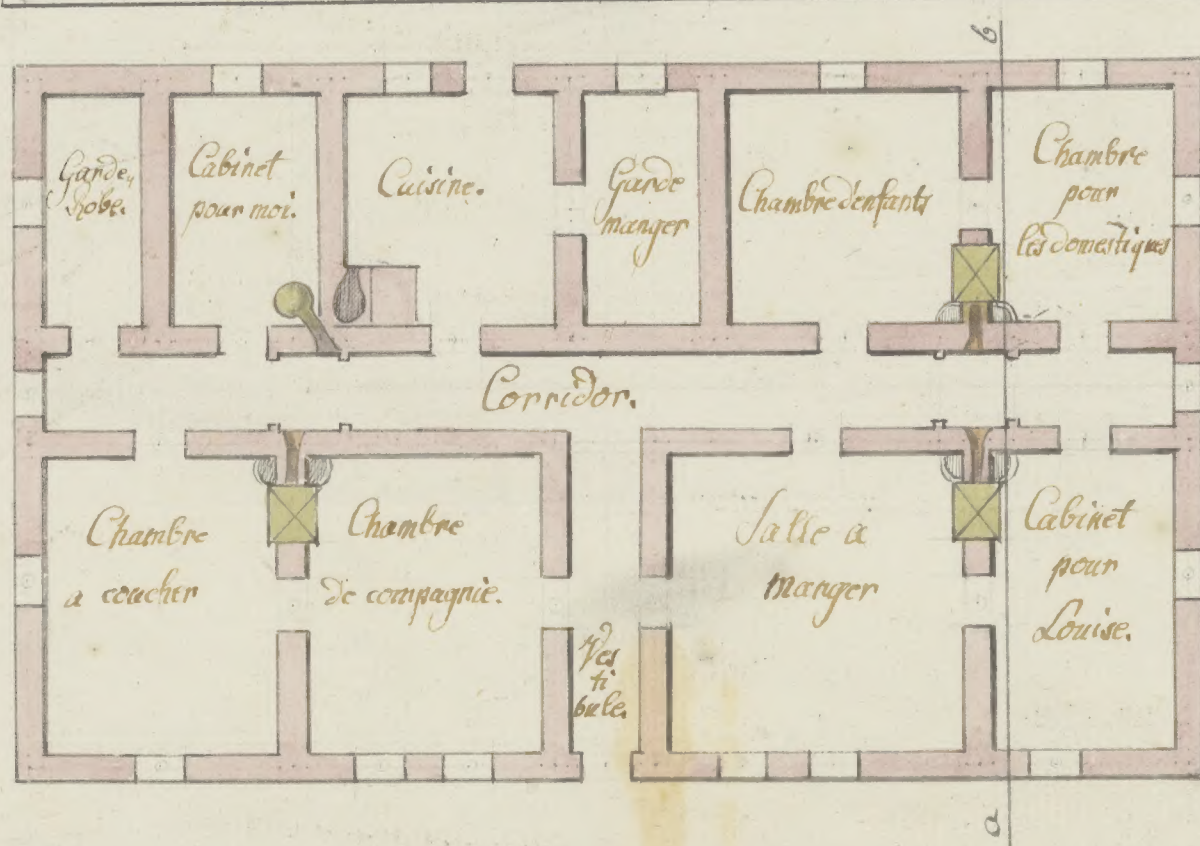 b.
Garde,
robe.
Cabinet
pour moi.
Cuisine.
Garde
manger
Chambre d'enfants
Chambre
pour
les domestiques
Corridor.
Chambre
a coucher
Chambre
de compagnie.
Ves
ti
bule.
Salle a
manger
Cabinet
pour
Louise.
a